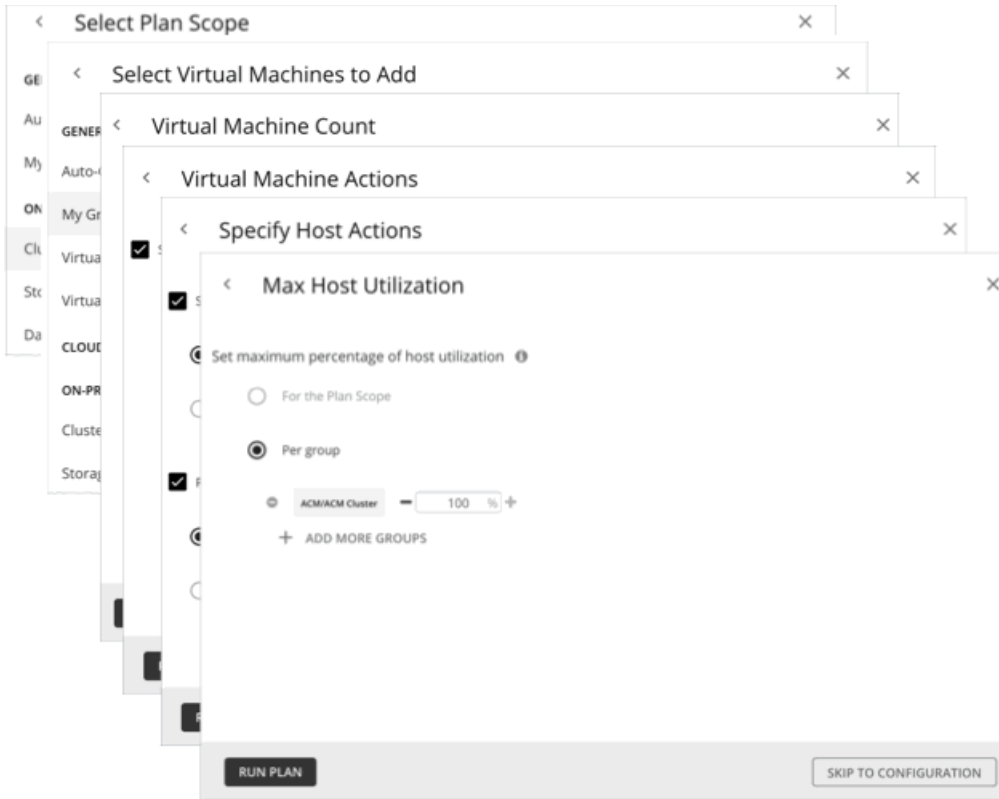 Select Plan Scope
Select Virtual Machines to Add
Virtual Machine Count
Virtual Machine Actions
Specify Host Actions
Max Host Utilization
GENER
Auto-
My Gr
Virtua
Virtua
CLOUD
ON-PR
Cluste
Storag
Set maximum percentage of host utilization
For the Plan Scope
Per group
ACM/ACM Cluster 100 %
ADD MORE GROUPS
RUN PLAN SKIP TO CONFIGURATION